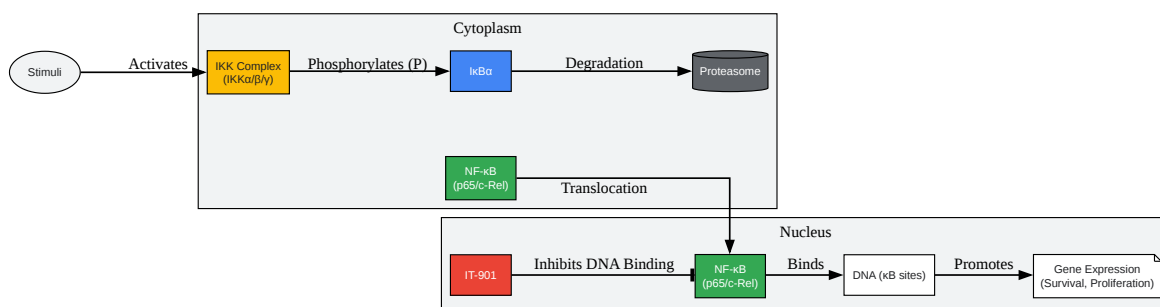 Cytoplasm
Stimuli
Activates
IKK Complex
(IKKα/β/γ)
Phosphorylates (P)
IκBα
Degradation
Proteasome
NF-κB
(p65/c-Rel)
Translocation
Nucleus
IT-901
Inhibits DNA Binding
NF-κB
(p65/c-Rel)
Binds
DNA (κB sites)
Promotes
Gene Expression
(Survival, Proliferation)